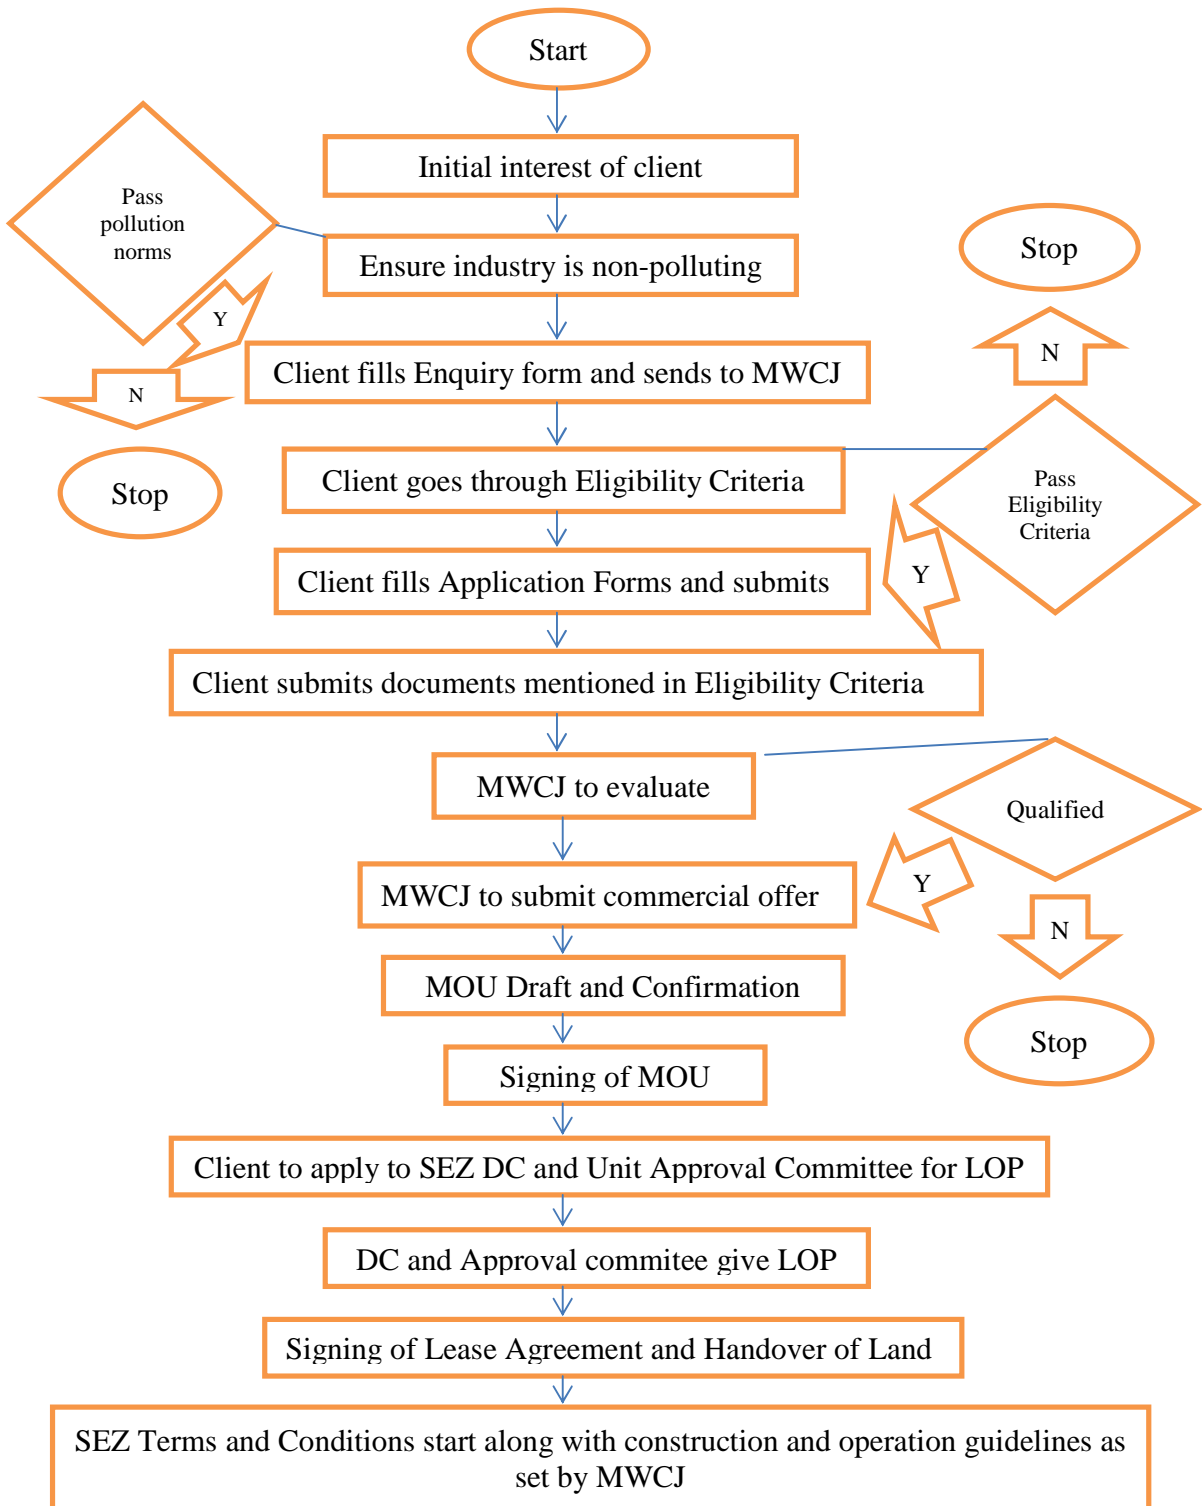 Start
Initial interest of client
Pass
pollution
norms
Ensure industry is non-polluting
Stop
Y
N
Client fills Enquiry form and sends to MWCJ
N
Stop
Client goes through Eligibility Criteria
Pass
Eligibility
Criteria
Client fills Application Forms and submits
Y
Client submits documents mentioned in Eligibility Criteria
MWCJ to evaluate
Qualified
MWCJ to submit commercial offer
Y
N
MOU Draft and Confirmation
Stop
Signing of MOU
Client to apply to SEZ DC and Unit Approval Committee for LOP
DC and Approval commitee give LOP
Signing of Lease Agreement and Handover of Land
SEZ Terms and Conditions start along with construction and operation guidelines as
set by MWCJ